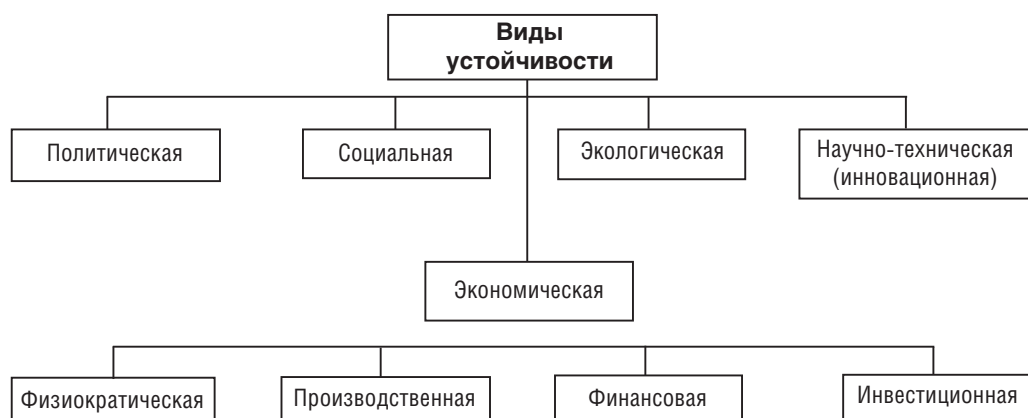 Виды
устойчивости
Политическая
Социальная
Экологическая
Научно-техническая
(инновационная)
Экономическая
Физиократическая
Производственная
Финансовая
Инвестиционная